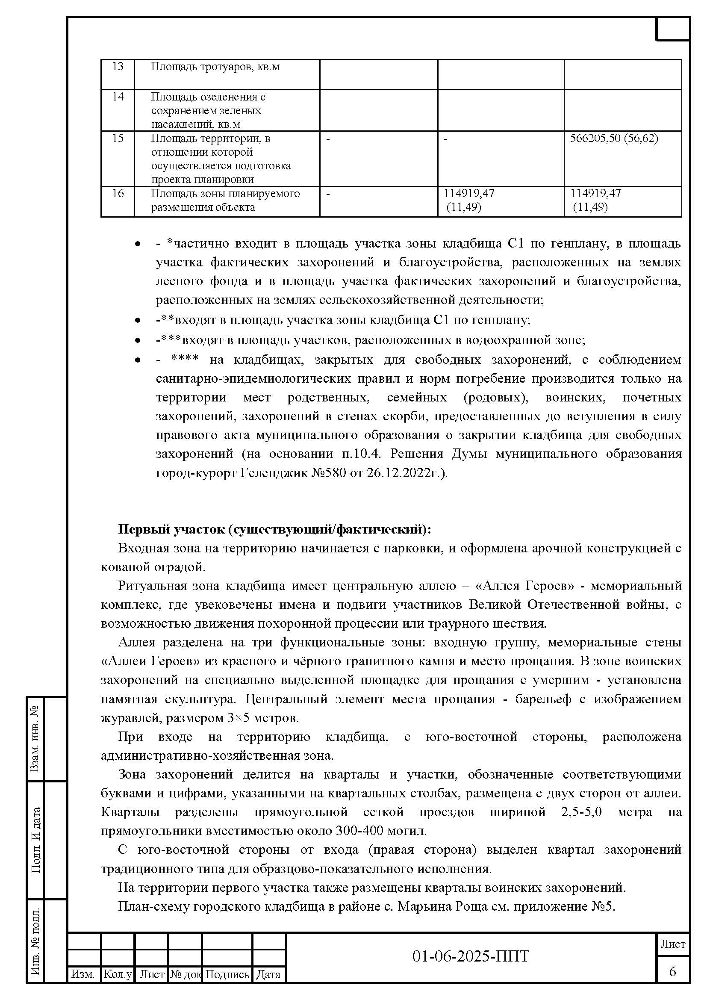 13 Площадь тротуаров, кв.м
14 Площадь озеленения с
сохранением зеленых
насаждений, кв.м
15 Площадь территории, в - - 566205,50 (56,62)
отношении которой
осуществляется подготовка
проекта планировки
16 Площадь зоны планируемого - 114919,47 114919,47
размещения объекта (11,49) (11,49)
• - *частично входит в площадь участка зоны кладбища С1 по генплану, в площадь
участка фактических захоронений и благоустройства, расположенных на землях
лесного фонда и в площадь участка фактических захоронений и благоустройства,
расположенных на землях сельскохозяйственной деятельности;
• -**входят в площадь участка зоны кладбища С1 по генплану;
• -***входят в площадь участков, расположенных в водоохранной зоне;
• - **** на кладбищах, закрытых для свободных захоронений, с соблюдением
санитарно-эпидемиологических правил и норм погребение производится только на
территории мест родственных, семейных (родовых), воинских, почетных
захоронений, захоронений в стенах скорби, предоставленных до вступления в силу
правового акта муниципального образования о закрытии кладбища для свободных
захоронений (на основании п.10.4. Решения Думы муниципального образования
город-курорт Геленджик №580 от 26.12.2022г.).
Первый участок (существующий/фактический):
Входная зона на территорию начинается с парковки, и оформлена арочной конструкцией с
кованой оградой.
Ритуальная зона кладбища имеет центральную аллею – «Аллея Героев» - мемориальный
комплекс, где увековечены имена и подвиги участников Великой Отечественной войны, с
возможностью движения похоронной процессии или траурного шествия.
Аллея разделена на три функциональные зоны: входную группу, мемориальные стены
«Аллеи Героев» из красного и чёрного гранитного камня и место прощания. В зоне воинских
захоронений на специально выделенной площадке для прощания с умершим - установлена
памятная скульптура. Центральный элемент места прощания - барельеф с изображением
журавлей, размером 3×5 метров.
При входе на территорию кладбища, с юго-восточной стороны, расположена
административно-хозяйственная зона.
Зона захоронений делится на кварталы и участки, обозначенные соответствующими
буквами и цифрами, указанными на квартальных столбах, размещена с двух сторон от аллеи.
Кварталы разделены прямоугольной сеткой проездов шириной 2,5-5,0 метра на
прямоугольники вместимостью около 300-400 могил.
С юго-восточной стороны от входа (правая сторона) выделен квартал захоронений
традиционного типа для образцово-показательного исполнения.
На территории первого участка также размещены кварталы воинских захоронений.
План-схему городского кладбища в районе с. Марьина Роща см. приложение №5.
Взам. инв. №
Подп. И дата
Инв. № подл.
Изм. Кол.у Лист № док Подпись Дата
01-06-2025-ППТ
Лист
6